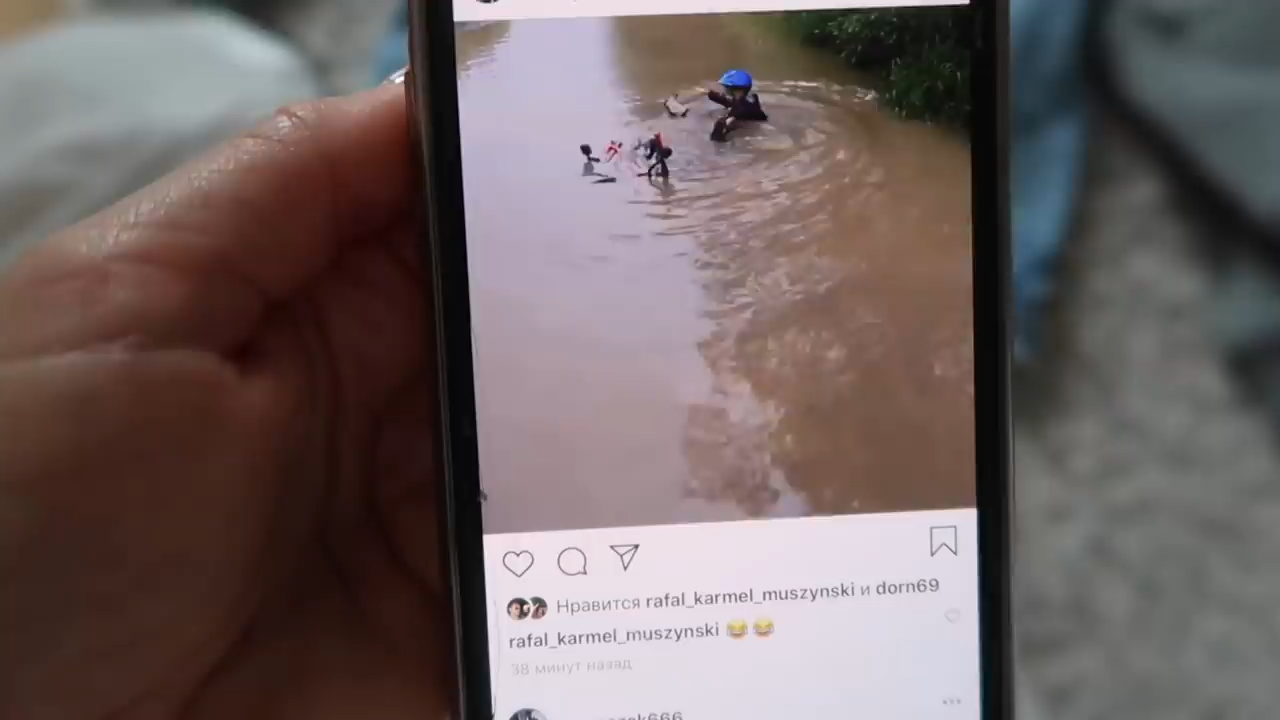 Нравится rafal_karmel_muszynski и dorn69
rafal_karmel_muszynski 😂 😂
38 минут назад